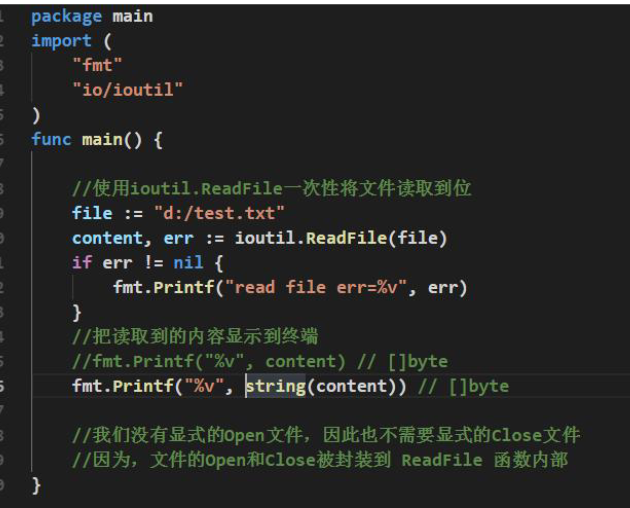 package main
import (
"fmt"
"io/ioutil"
)
func main() {
//使用ioutil.ReadFile一次性将文件读取到位
file := "d:/test.txt"
content, err := ioutil.ReadFile(file)
if err != nil {
fmt.Printf("read file err=%v", err)
}
//把读取到的内容显示到终端
//fmt.Printf("%v", content) // []byte
fmt.Printf("%v", string(content)) // []byte
//我们没有显式的Open文件，因此也不需要显式的Close文件
//因为，文件的Open和Close被封装到 ReadFile 函数内部
}